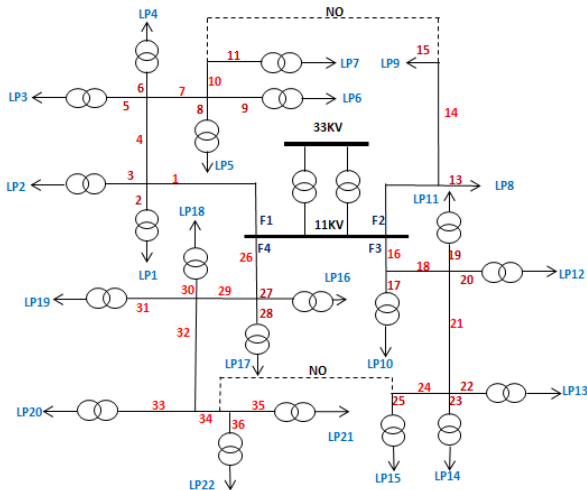 LP4
NO
11
15
LP7
LP9
10
6
7
LP3
5
8
9
LP6
14
4
33KV
LP5
3
1
13
LP2
LP8
2
LP11
LP18
F1
F2
LP1
F4
11KV
F3
26
16
19
18
LP12
20
LP16
30
29
27
17
LP19
31
28
32
21
LP17
LP10
NO
24
22
LP13
LP20
33
35
25
23
34
36
LP21
LP22
LP15
LP14